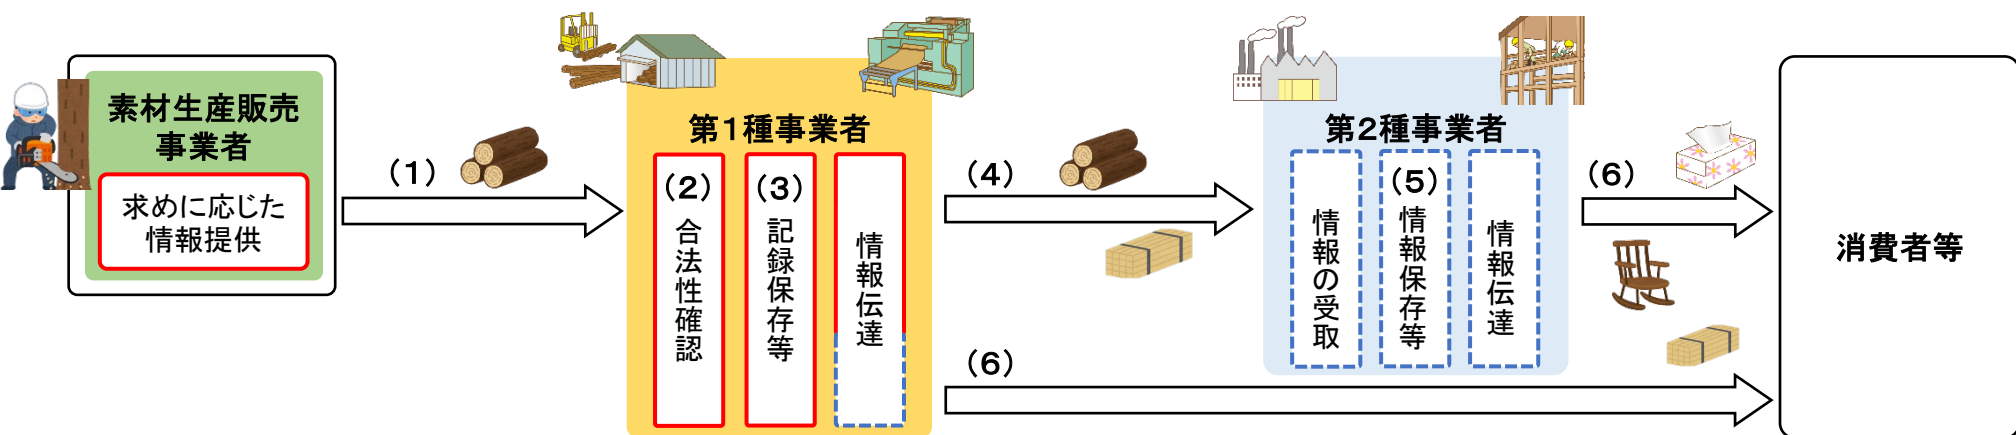 素材生産販売
事業者
求めに応じた
情報提供
（1）
第1種事業者
（2）
合法性確認
（3）
記録保存等
情報伝達
（4）
（6）
第2種事業者
情報の受取
（5）
情報保存等
情報伝達
（6）
消費者等